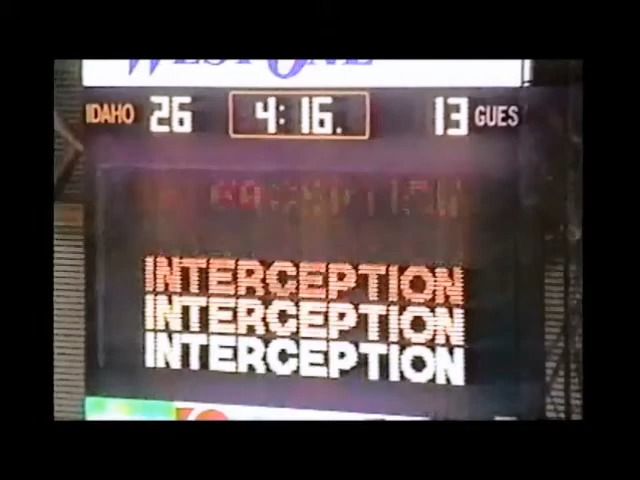 WEST ONE
IDAHO 26 4:16. 13 GUES
INTERCEPTION
INTERCEPTION
INTERCEPTION